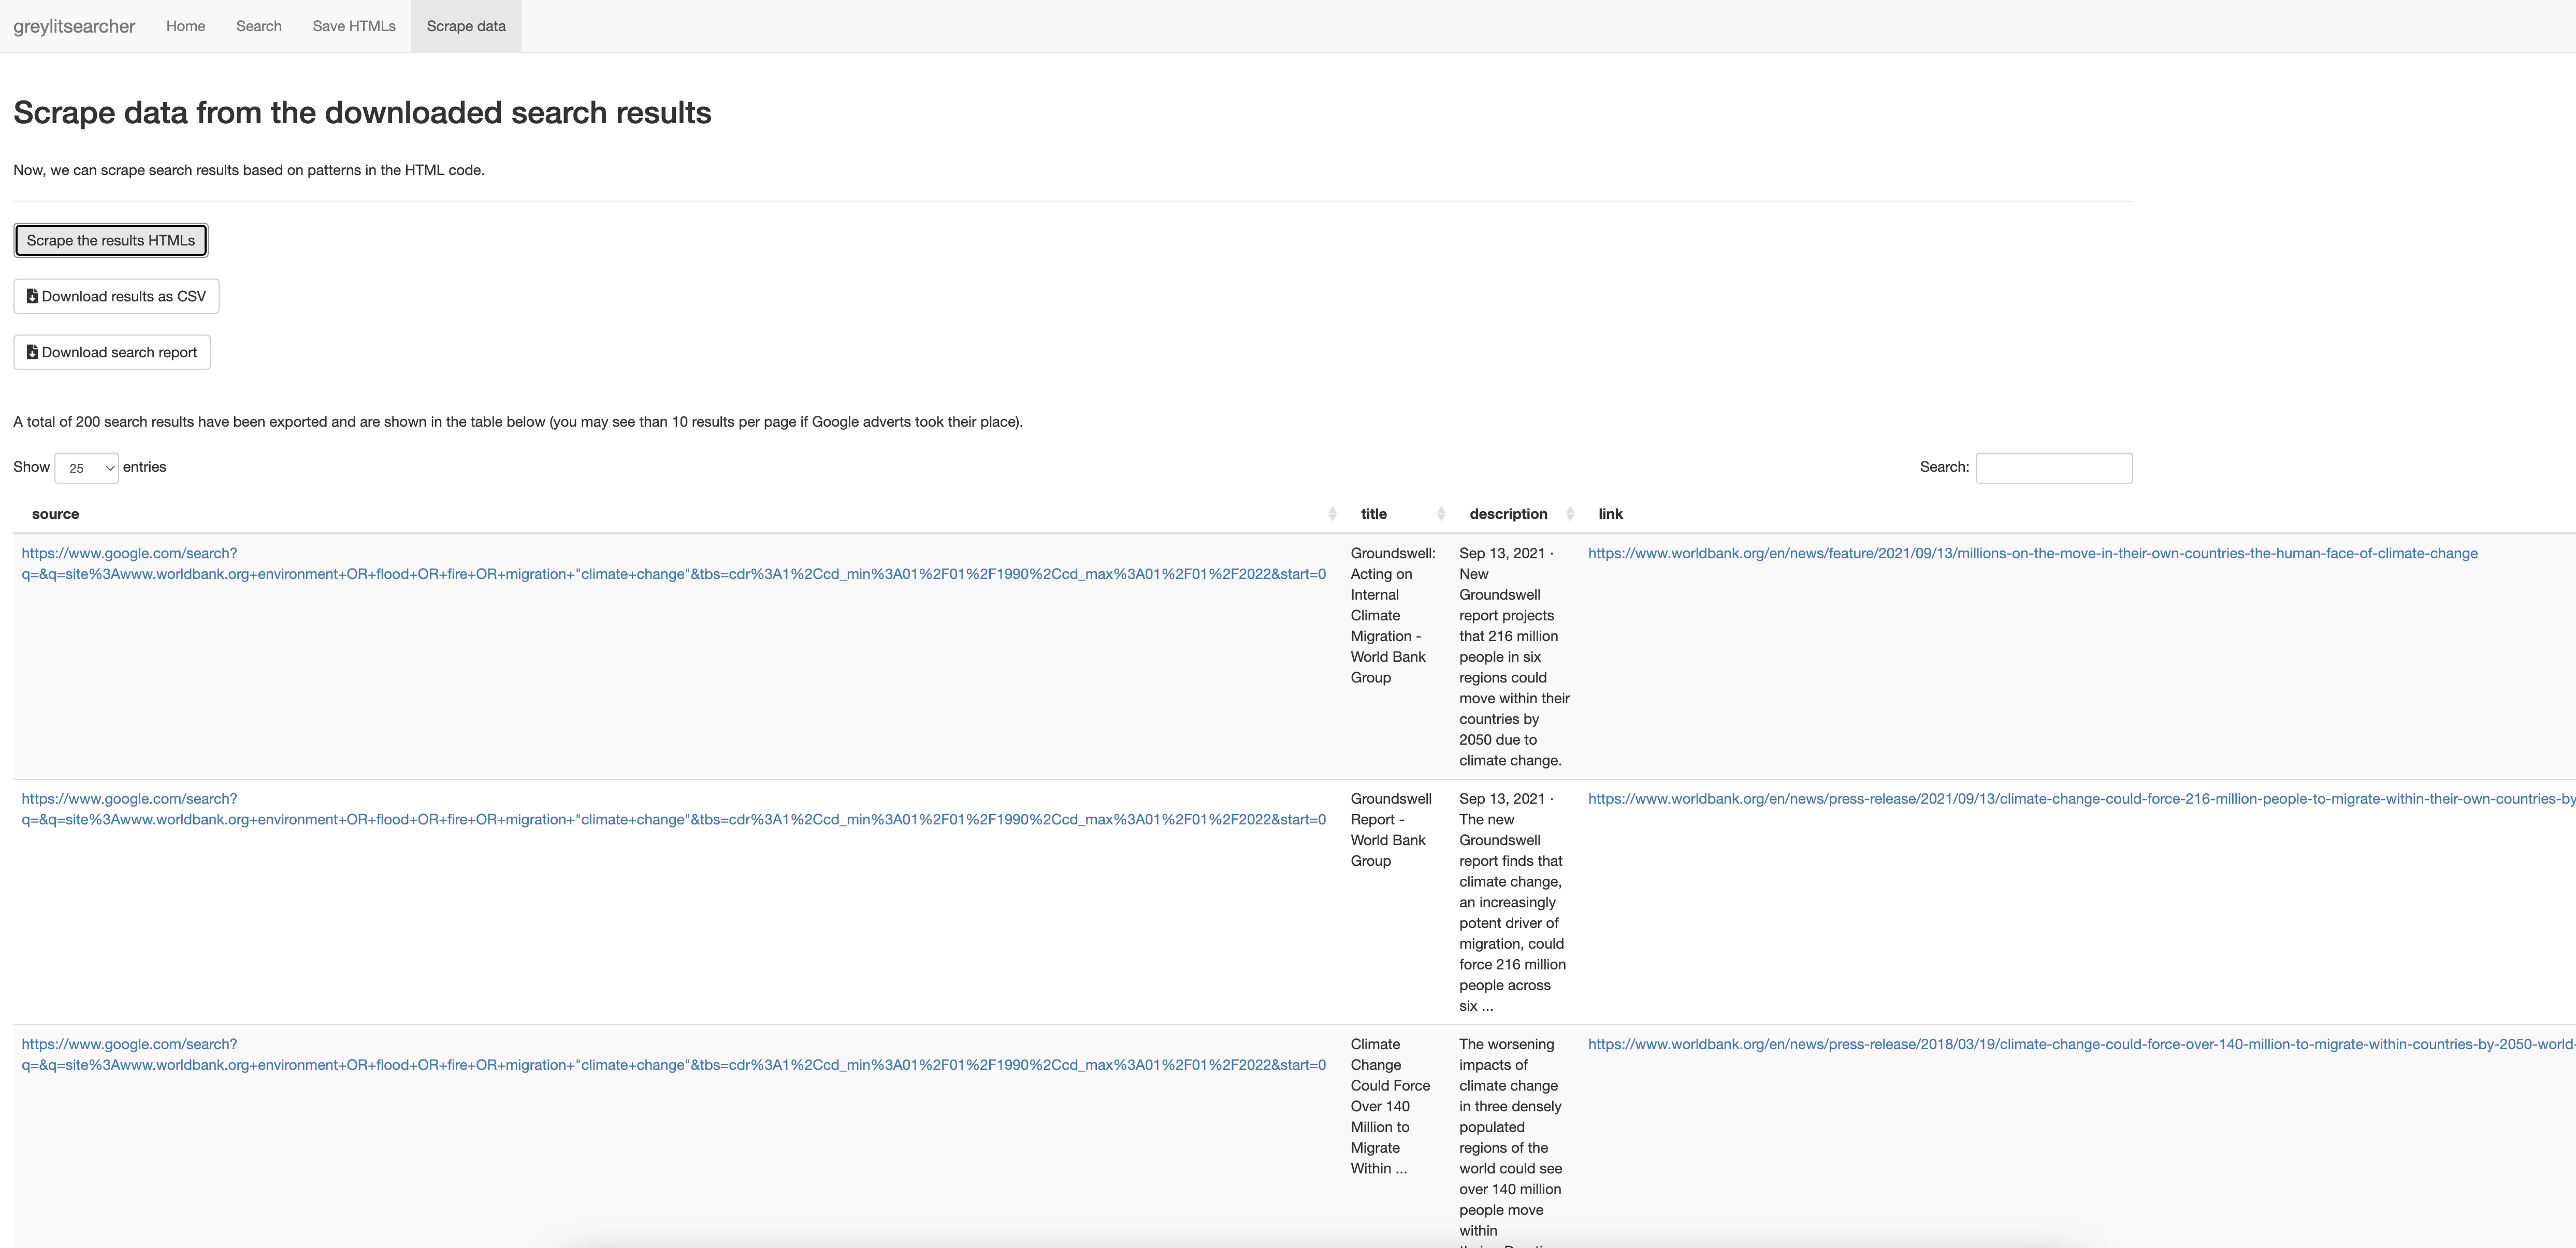 greylitsearcher Home Search Save HTMLs Scrape data
Scrape data from the downloaded search results
Now, we can scrape search results based on patterns in the HTML code.
Scrape the results HTMLs
Download results as CSV
Download search report
A total of 200 search results have been exported and are shown in the table below (you may see than 10 results per page if Google adverts took their place).
Show 25 entries
Search:
source title description link
https://www.google.com/search?
q=&q=site%3Awww.worldbank.org+environment+OR+flood+OR+fire+OR+migration+"climate+change"&tbs=cdr%3A1%2Ccd_min%3A01%2F01%2F1990%2Ccd_max%3A01%2F01%2F2022&start=0
Groundswell:
Acting on
Internal
Climate
Migration -
World Bank
Group
Sep 13, 2021 ·
New
Groundswell
report projects
that 216 million
people in six
regions could
move within their
countries by
2050 due to
climate change.
https://www.worldbank.org/en/news/feature/2021/09/13/millions-on-the-move-in-their-own-countries-the-human-face-of-climate-change
https://www.google.com/search?
q=&q=site%3Awww.worldbank.org+environment+OR+flood+OR+fire+OR+migration+"climate+change"&tbs=cdr%3A1%2Ccd_min%3A01%2F01%2F1990%2Ccd_max%3A01%2F01%2F2022&start=0
Groundswell
Report -
World Bank
Group
Sep 13, 2021 ·
The new
Groundswell
report finds that
climate change,
an increasingly
potent driver of
migration, could
force 216 million
people across
six ...
https://www.worldbank.org/en/news/press-release/2021/09/13/climate-change-could-force-216-million-people-to-migrate-within-their-own-countries-by
https://www.google.com/search?
q=&q=site%3Awww.worldbank.org+environment+OR+flood+OR+fire+OR+migration+"climate+change"&tbs=cdr%3A1%2Ccd_min%3A01%2F01%2F1990%2Ccd_max%3A01%2F01%2F2022&start=0
Climate
Change
Could Force
Over 140
Million to
Migrate
Within ...
The worsening
impacts of
climate change
in three densely
populated
regions of the
world could see
over 140 million
people move
within
https://www.worldbank.org/en/news/press-release/2018/03/19/climate-change-could-force-over-140-million-to-migrate-within-countries-by-2050-world-